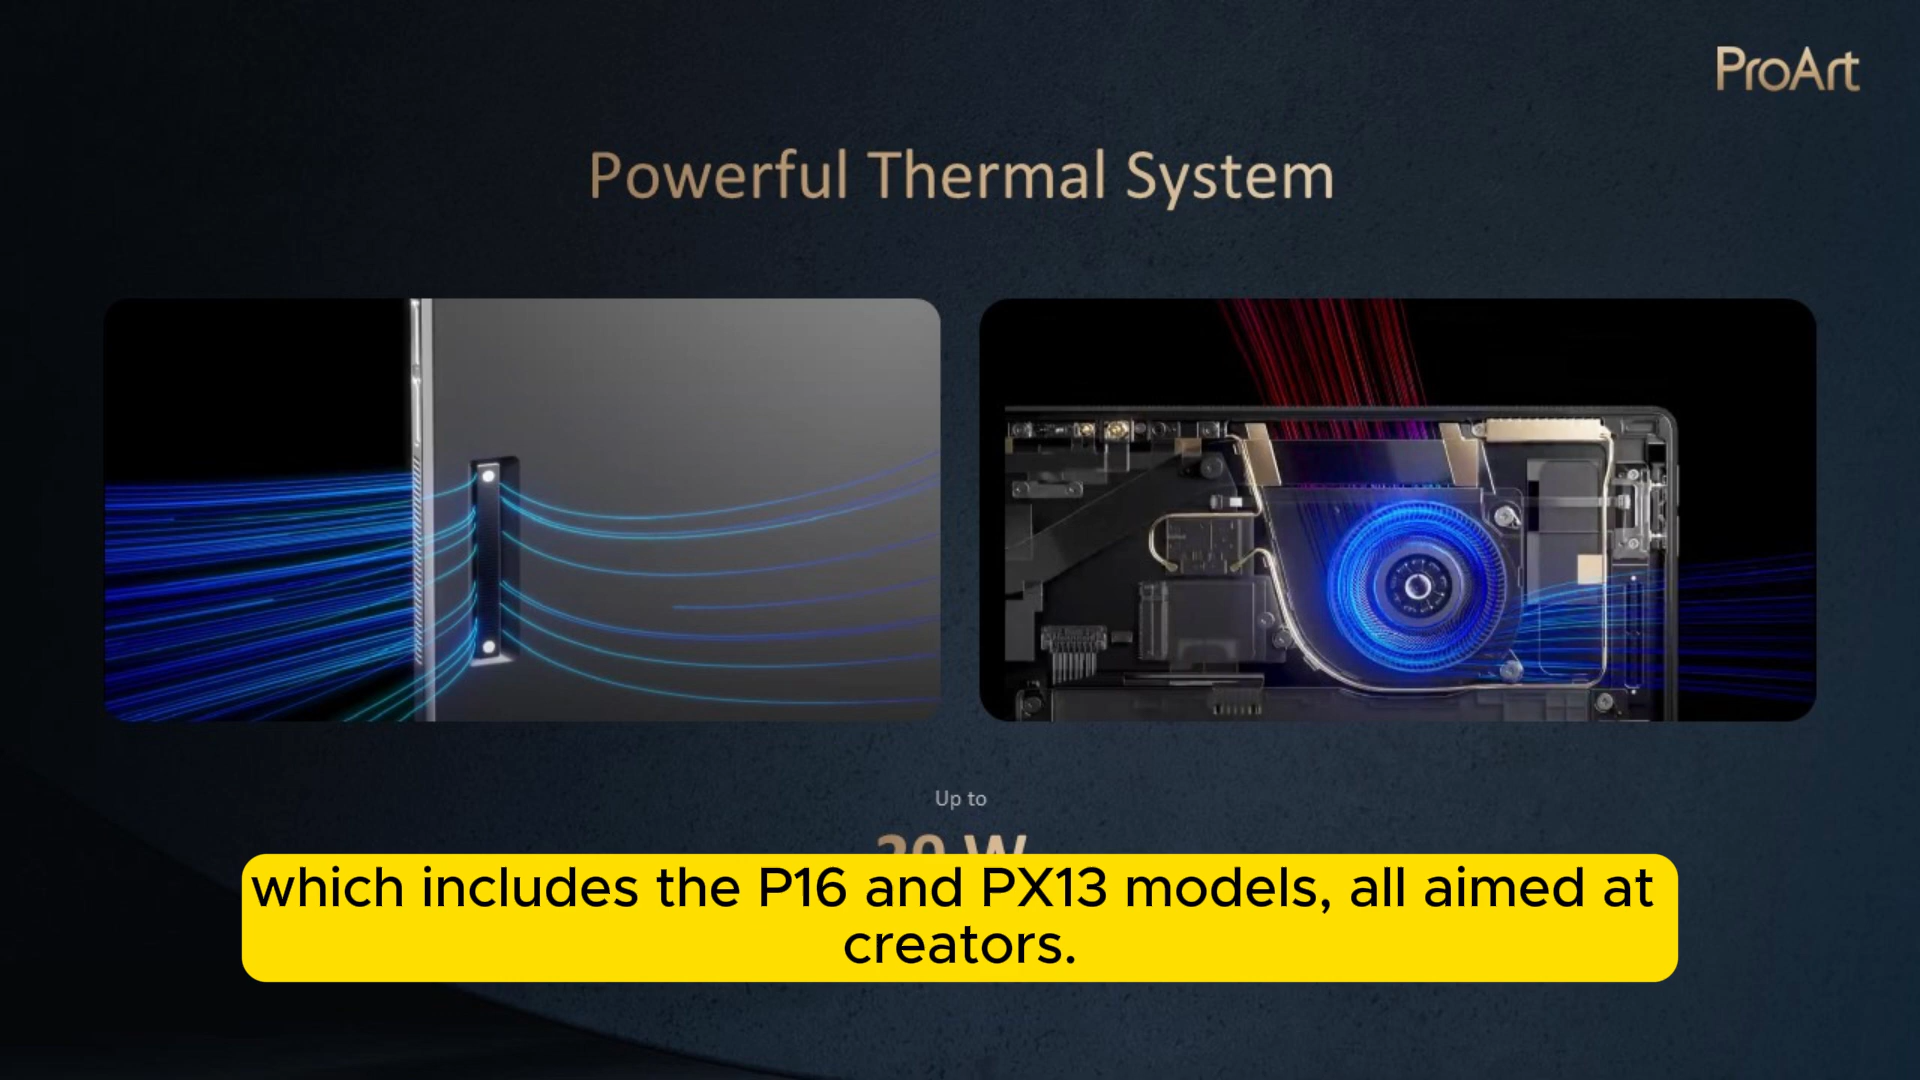 ProArt
Powerful Thermal System
Up to
which includes the P16 and PX13 models, all aimed at
creators.